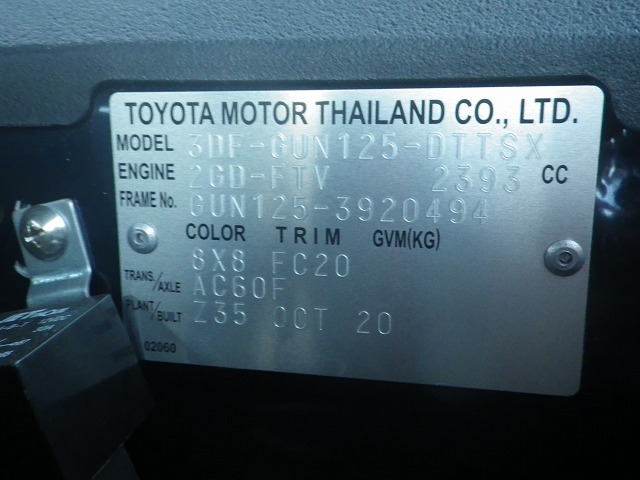 TOYOTA MOTOR THAILAND CO., LTD.
MODEL 3DF-GUN125-DTTSX
ENGINE 2GD-FTV 2393 CC
FRAME No. GUN125-3920494
COLOR TRIM GVM(KG)
8X8 FC20
TRANS/AXLE AC60F
PLANT/BUILT Z35 OCT 20
02060